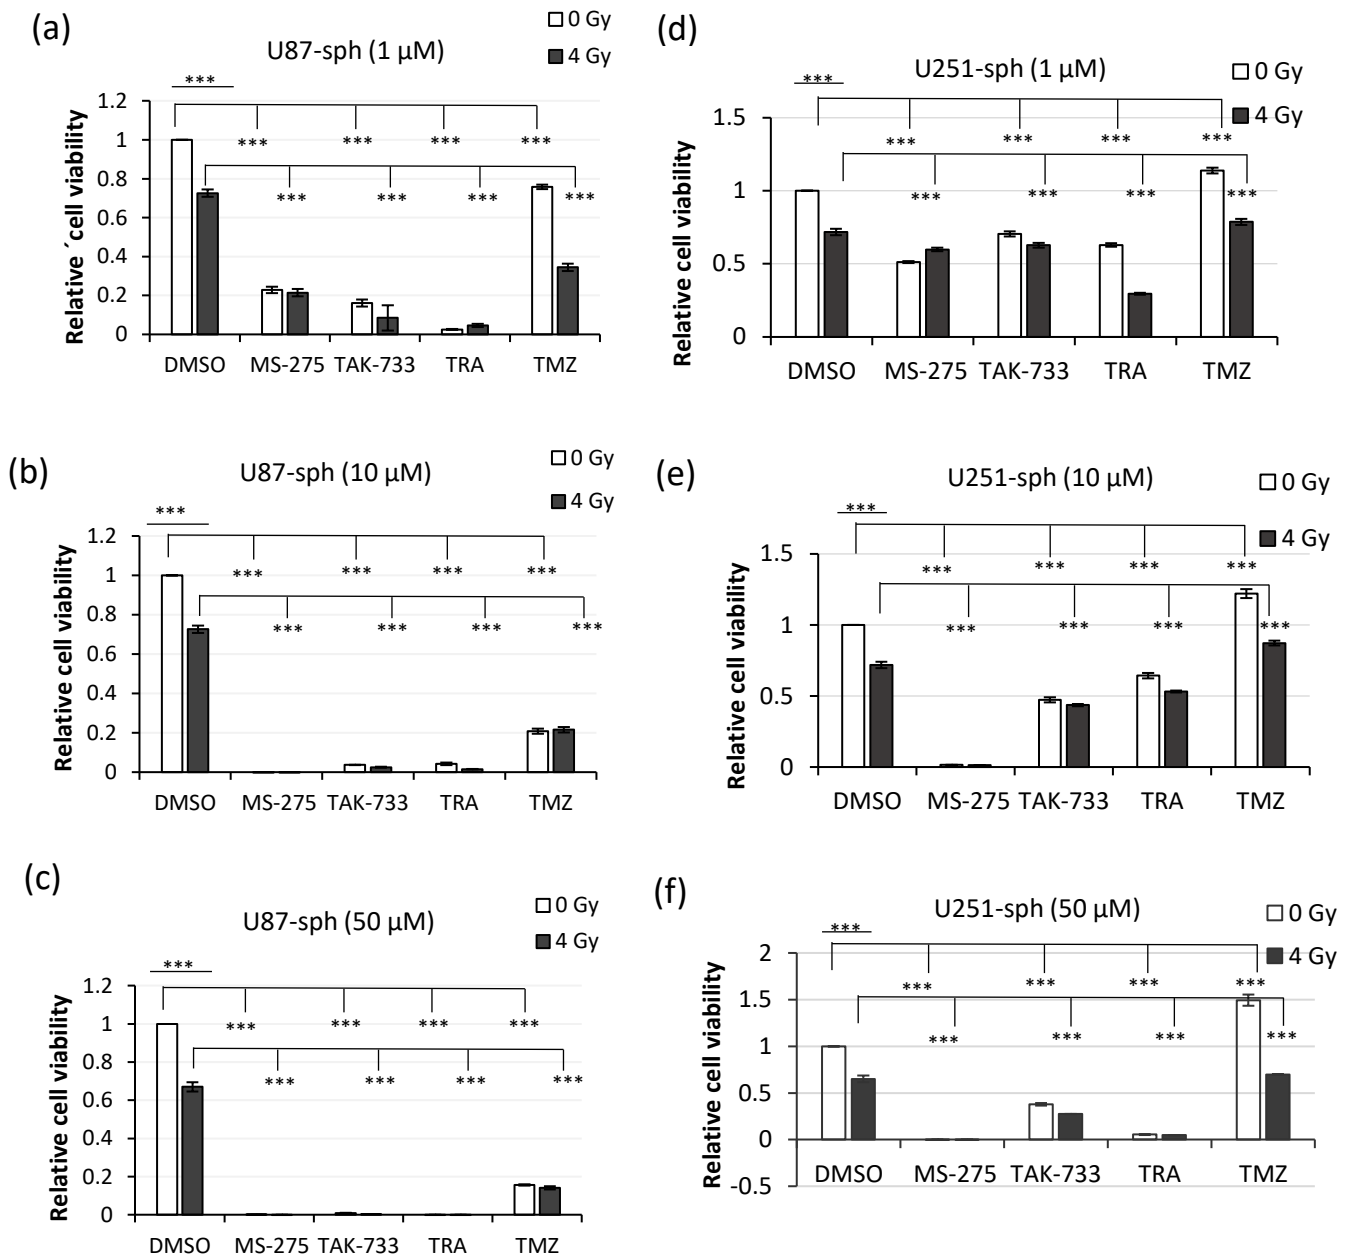 (a)
U87-sph (1 µM)
0 Gy
4 Gy
***
Relative ´cell viability
1.2
1
0.8
0.6
0.4
0.2
0
*** *** *** ***
*** *** *** ***
DMSO MS-275 TAK-733 TRA TMZ
(d)
U251-sph (1 µM)
0 Gy
4 Gy
***
Relative cell viability
1.5
1
0.5
0
*** *** *** ***
*** *** *** ***
DMSO MS-275 TAK-733 TRA TMZ
(b)
U87-sph (10 µM)
0 Gy
4 Gy
***
Relative cell viability
1.2
1
0.8
0.6
0.4
0.2
0
*** *** *** ***
*** *** *** ***
DMSO MS-275 TAK-733 TRA TMZ
(e)
U251-sph (10 µM)
0 Gy
4 Gy
***
Relative cell viability
1.5
1
0.5
0
*** *** *** ***
*** *** *** ***
DMSO MS-275 TAK-733 TRA TMZ
(c)
U87-sph (50 µM)
0 Gy
4 Gy
***
Relative cell viability
1.2
1
0.8
0.6
0.4
0.2
0
*** *** *** ***
*** *** *** ***
DMSO MS-275 TAK-733 TRA TMZ
(f)
U251-sph (50 µM)
0 Gy
4 Gy
***
Relative cell viability
2
1.5
1
0.5
0
-0.5
*** *** *** ***
*** *** *** ***
DMSO MS-275 TAK-733 TRA TMZ